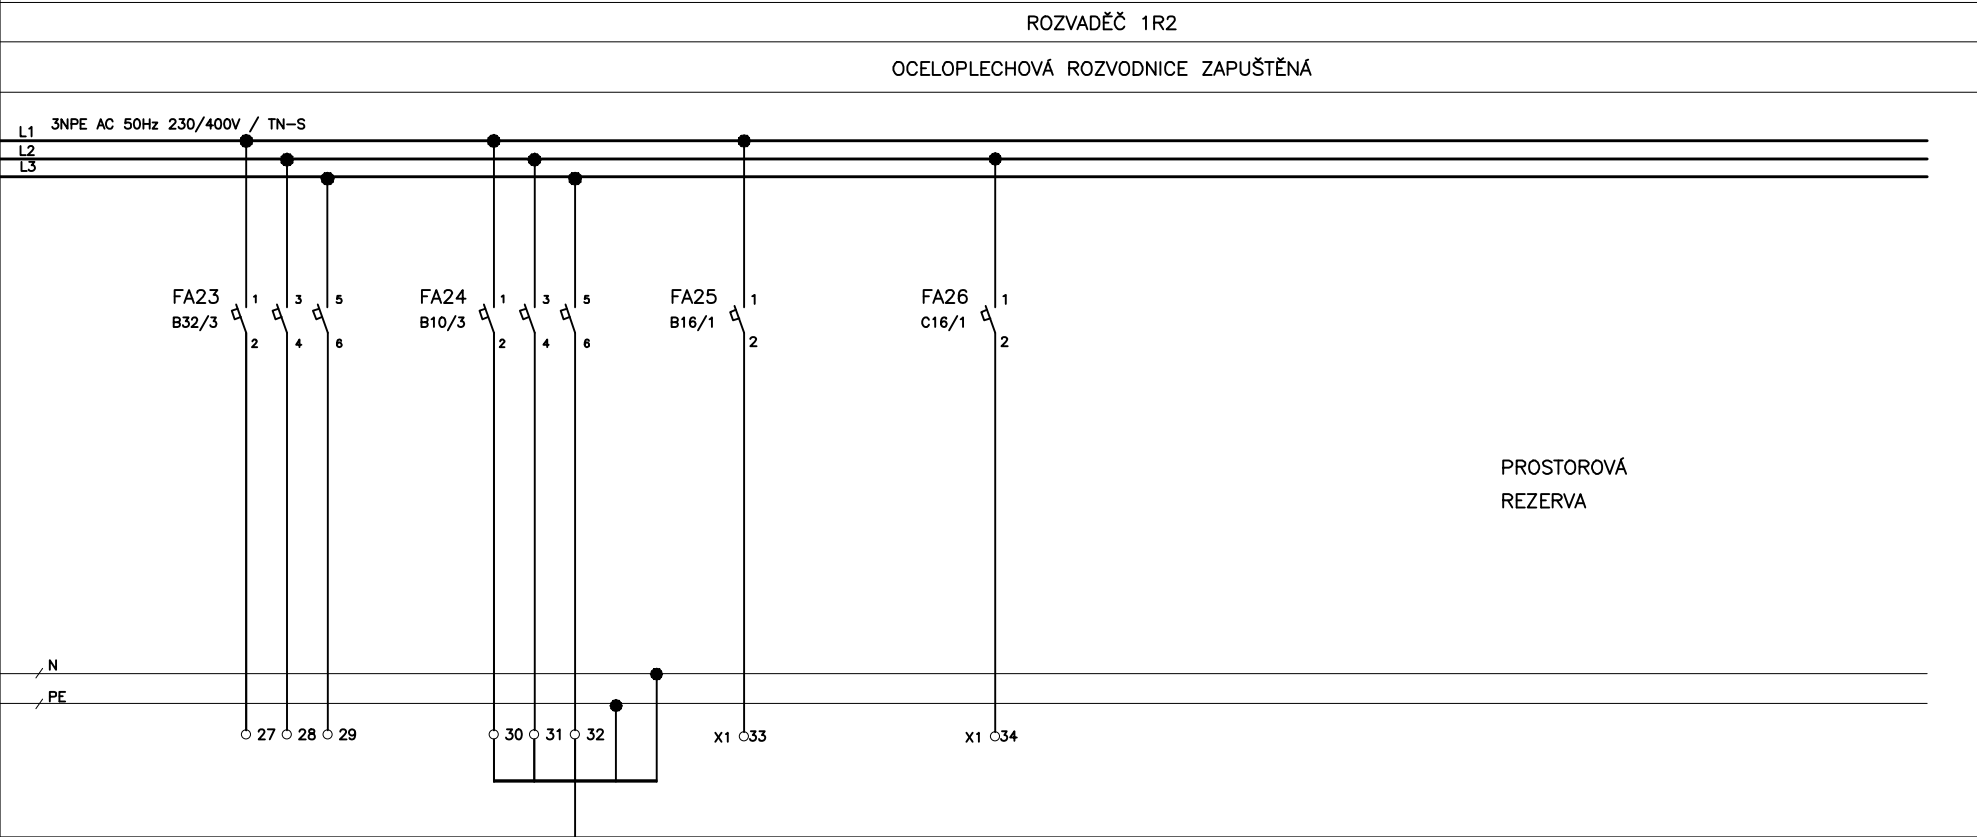 ROZVADĚČ 1R2
OCELOPLECHOVÁ ROZVODNICE ZAPUŠTĚNÁ
3NPE AC 50Hz 230/400V / TN-S
L1
L2
L3
FA23 1 3 5 FA24 1 3 5 FA25 1 FA26 1
B32/3 B10/3 B16/1 C16/1
2 4 6 2 4 6 2 2
PROSTOROVÁ
REZERVA
N
PE
27 28 29 30 31 32 X1 33 X1 34